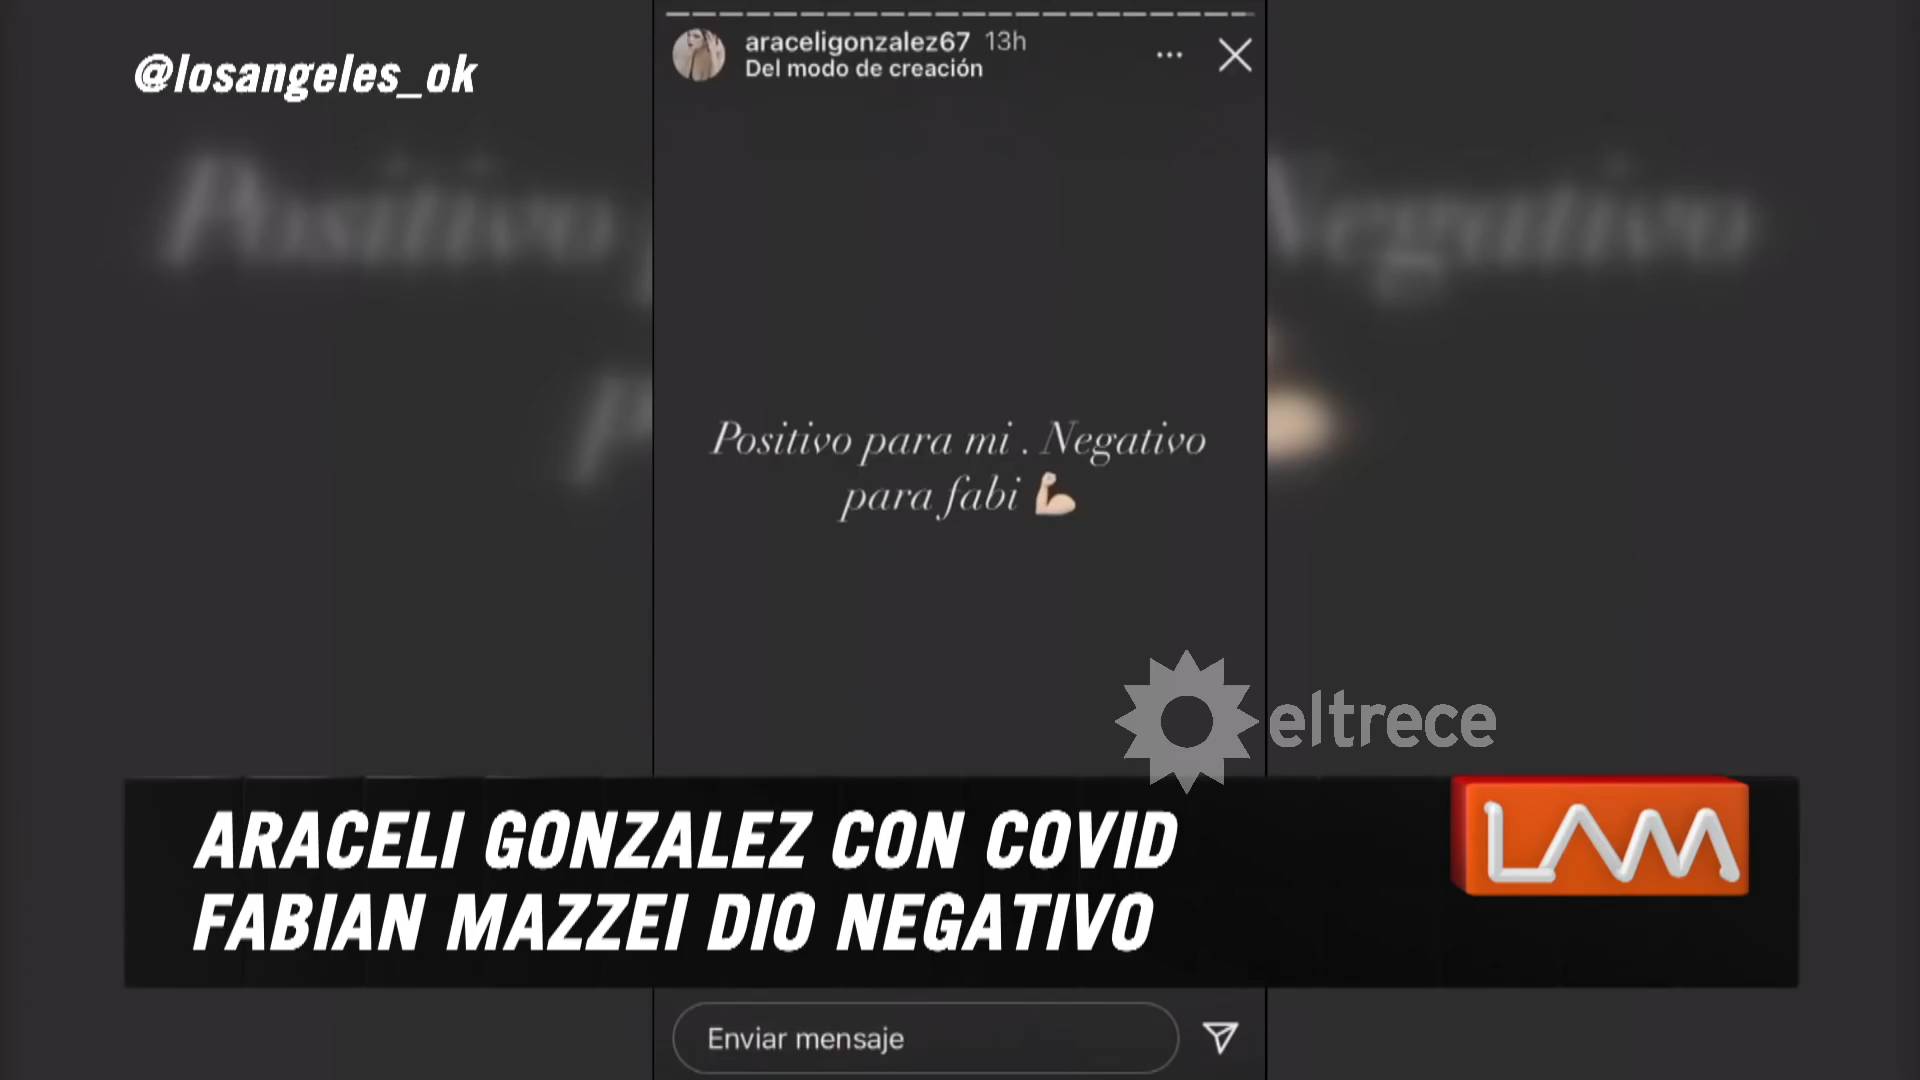 @losangeles_ok
araceligonzalez67 13h
Del modo de creación
Positivo para mi . Negativo
para fabi 💪🏻
eltrece
ARACELI GONZALEZ CON COVID
FABIAN MAZZEI DIO NEGATIVO
LAM
Enviar mensaje